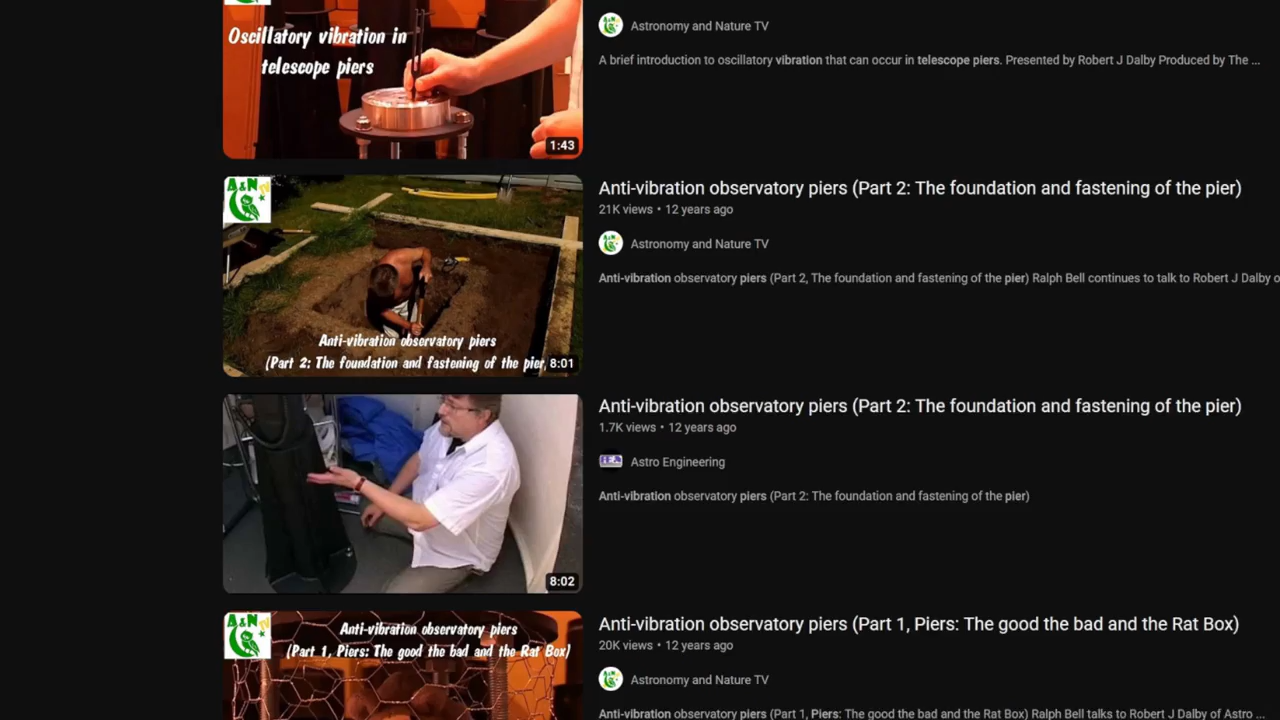 Oscillatory vibration in
telescope piers
1:43
Astronomy and Nature TV
A brief introduction to oscillatory vibration that can occur in telescope piers. Presented by Robert J Dalby Produced by The ...
A&N TV
Anti-vibration observatory piers
(Part 2: The foundation and fastening of the pier
8:01
Anti-vibration observatory piers (Part 2: The foundation and fastening of the pier)
21K views • 12 years ago
Astronomy and Nature TV
Anti-vibration observatory piers (Part 2, The foundation and fastening of the pier) Ralph Bell continues to talk to Robert J Dalby o
8:02
Anti-vibration observatory piers (Part 2: The foundation and fastening of the pier)
1.7K views • 12 years ago
Astro Engineering
Anti-vibration observatory piers (Part 2: The foundation and fastening of the pier)
A&N TV
Anti-vibration observatory piers
(Part 1, Piers: The good the bad and the Rat Box)
Anti-vibration observatory piers (Part 1, Piers: The good the bad and the Rat Box)
20K views • 12 years ago
Astronomy and Nature TV
Anti-vibration observatory piers (Part 1, Piers: The good the bad and the Rat Box) Ralph Bell talks to Robert J Dalby of Astro ...